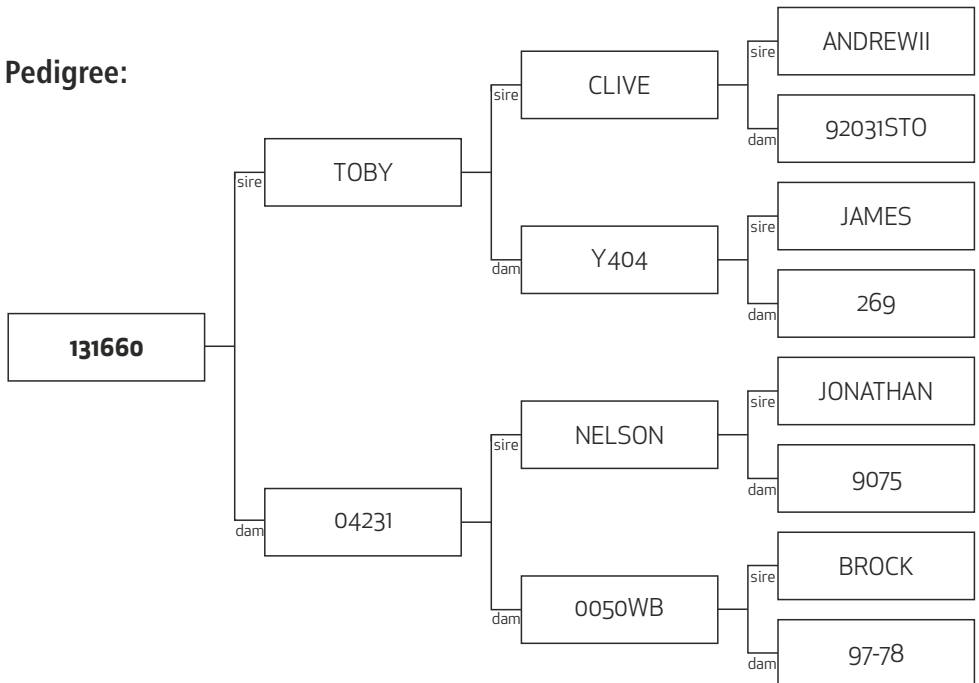 Pedigree:
131660
sire
TOBY
dam
04231
sire
CLIVE
dam
Y404
sire
NELSON
dam
0050WB
sire
ANDREWII
dam
92031STO
sire
JAMES
dam
269
sire
JONATHAN
dam
9075
sire
BROCK
dam
97-78